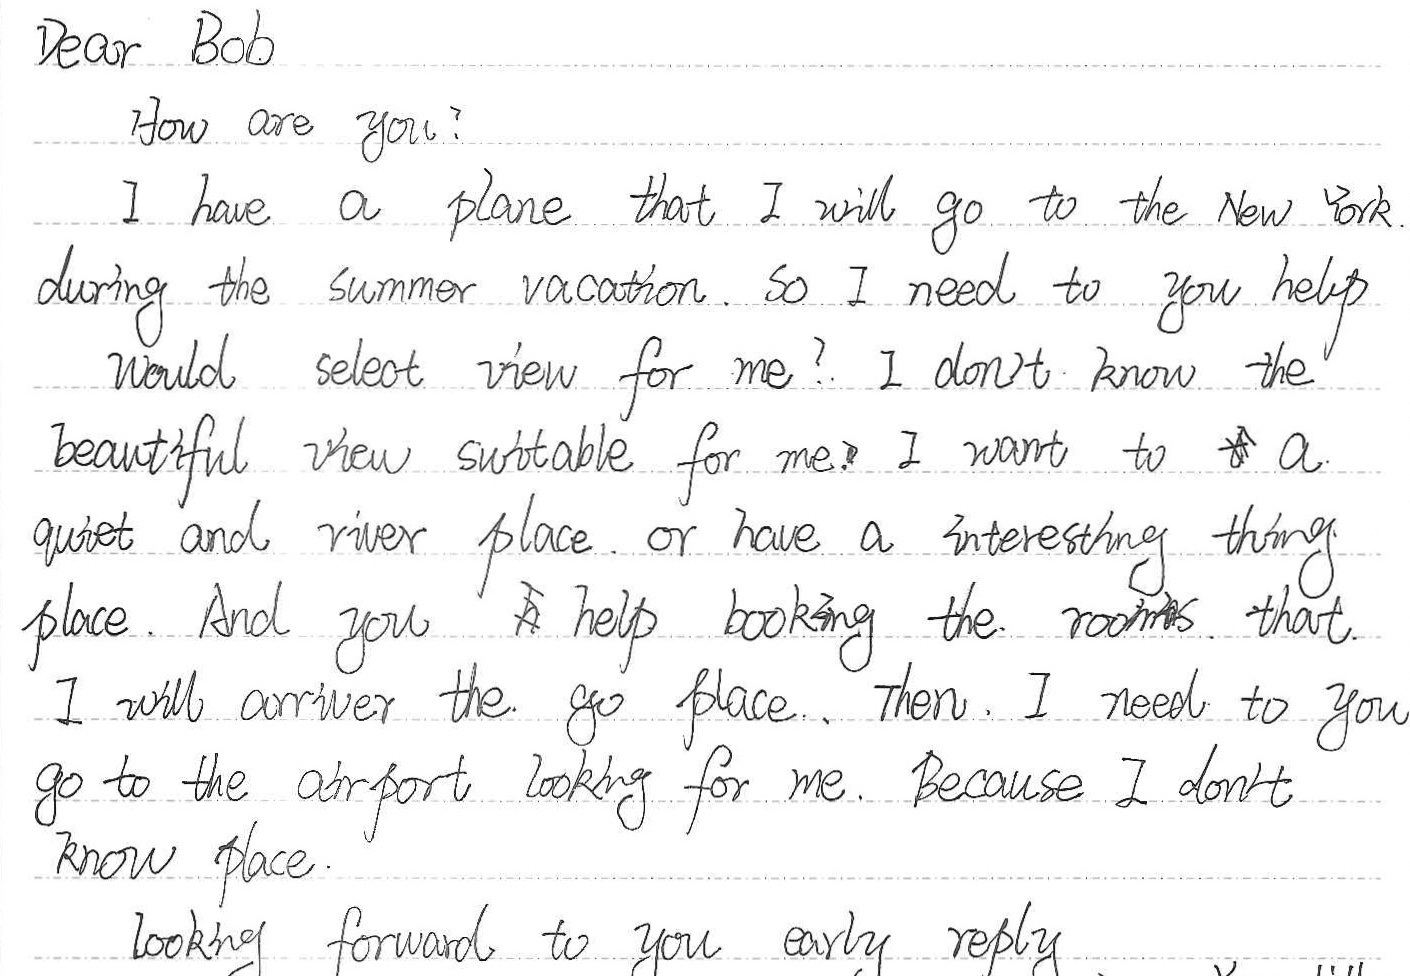 Dear Bob
How are you?
I have a plane that I will go to the New York.
during the summer vacation. So I need to you help
Would select view for me? I don't know the
beautiful view suitable for me. I want to a
quiet and river place. or have a interesting thing
place. And you help booking the rooms that
I will arriver the go place. Then. I need to you
go to the airport looking for me. Because I don't
know place.
looking forward to you early reply